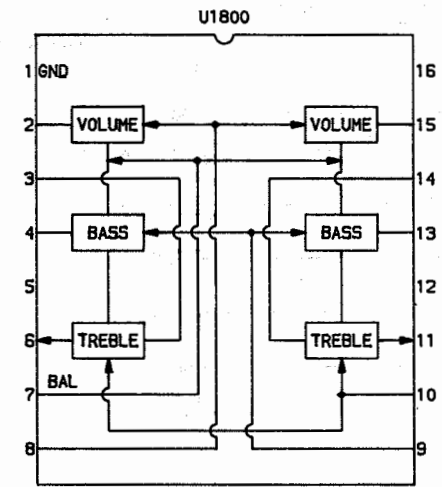 U1800
1 GND 16
2 VOLUME VOLUME 15
3 14
4 BASS BASS 13
5 12
6 TREBLE TREBLE 11
BAL
7 10
8 9